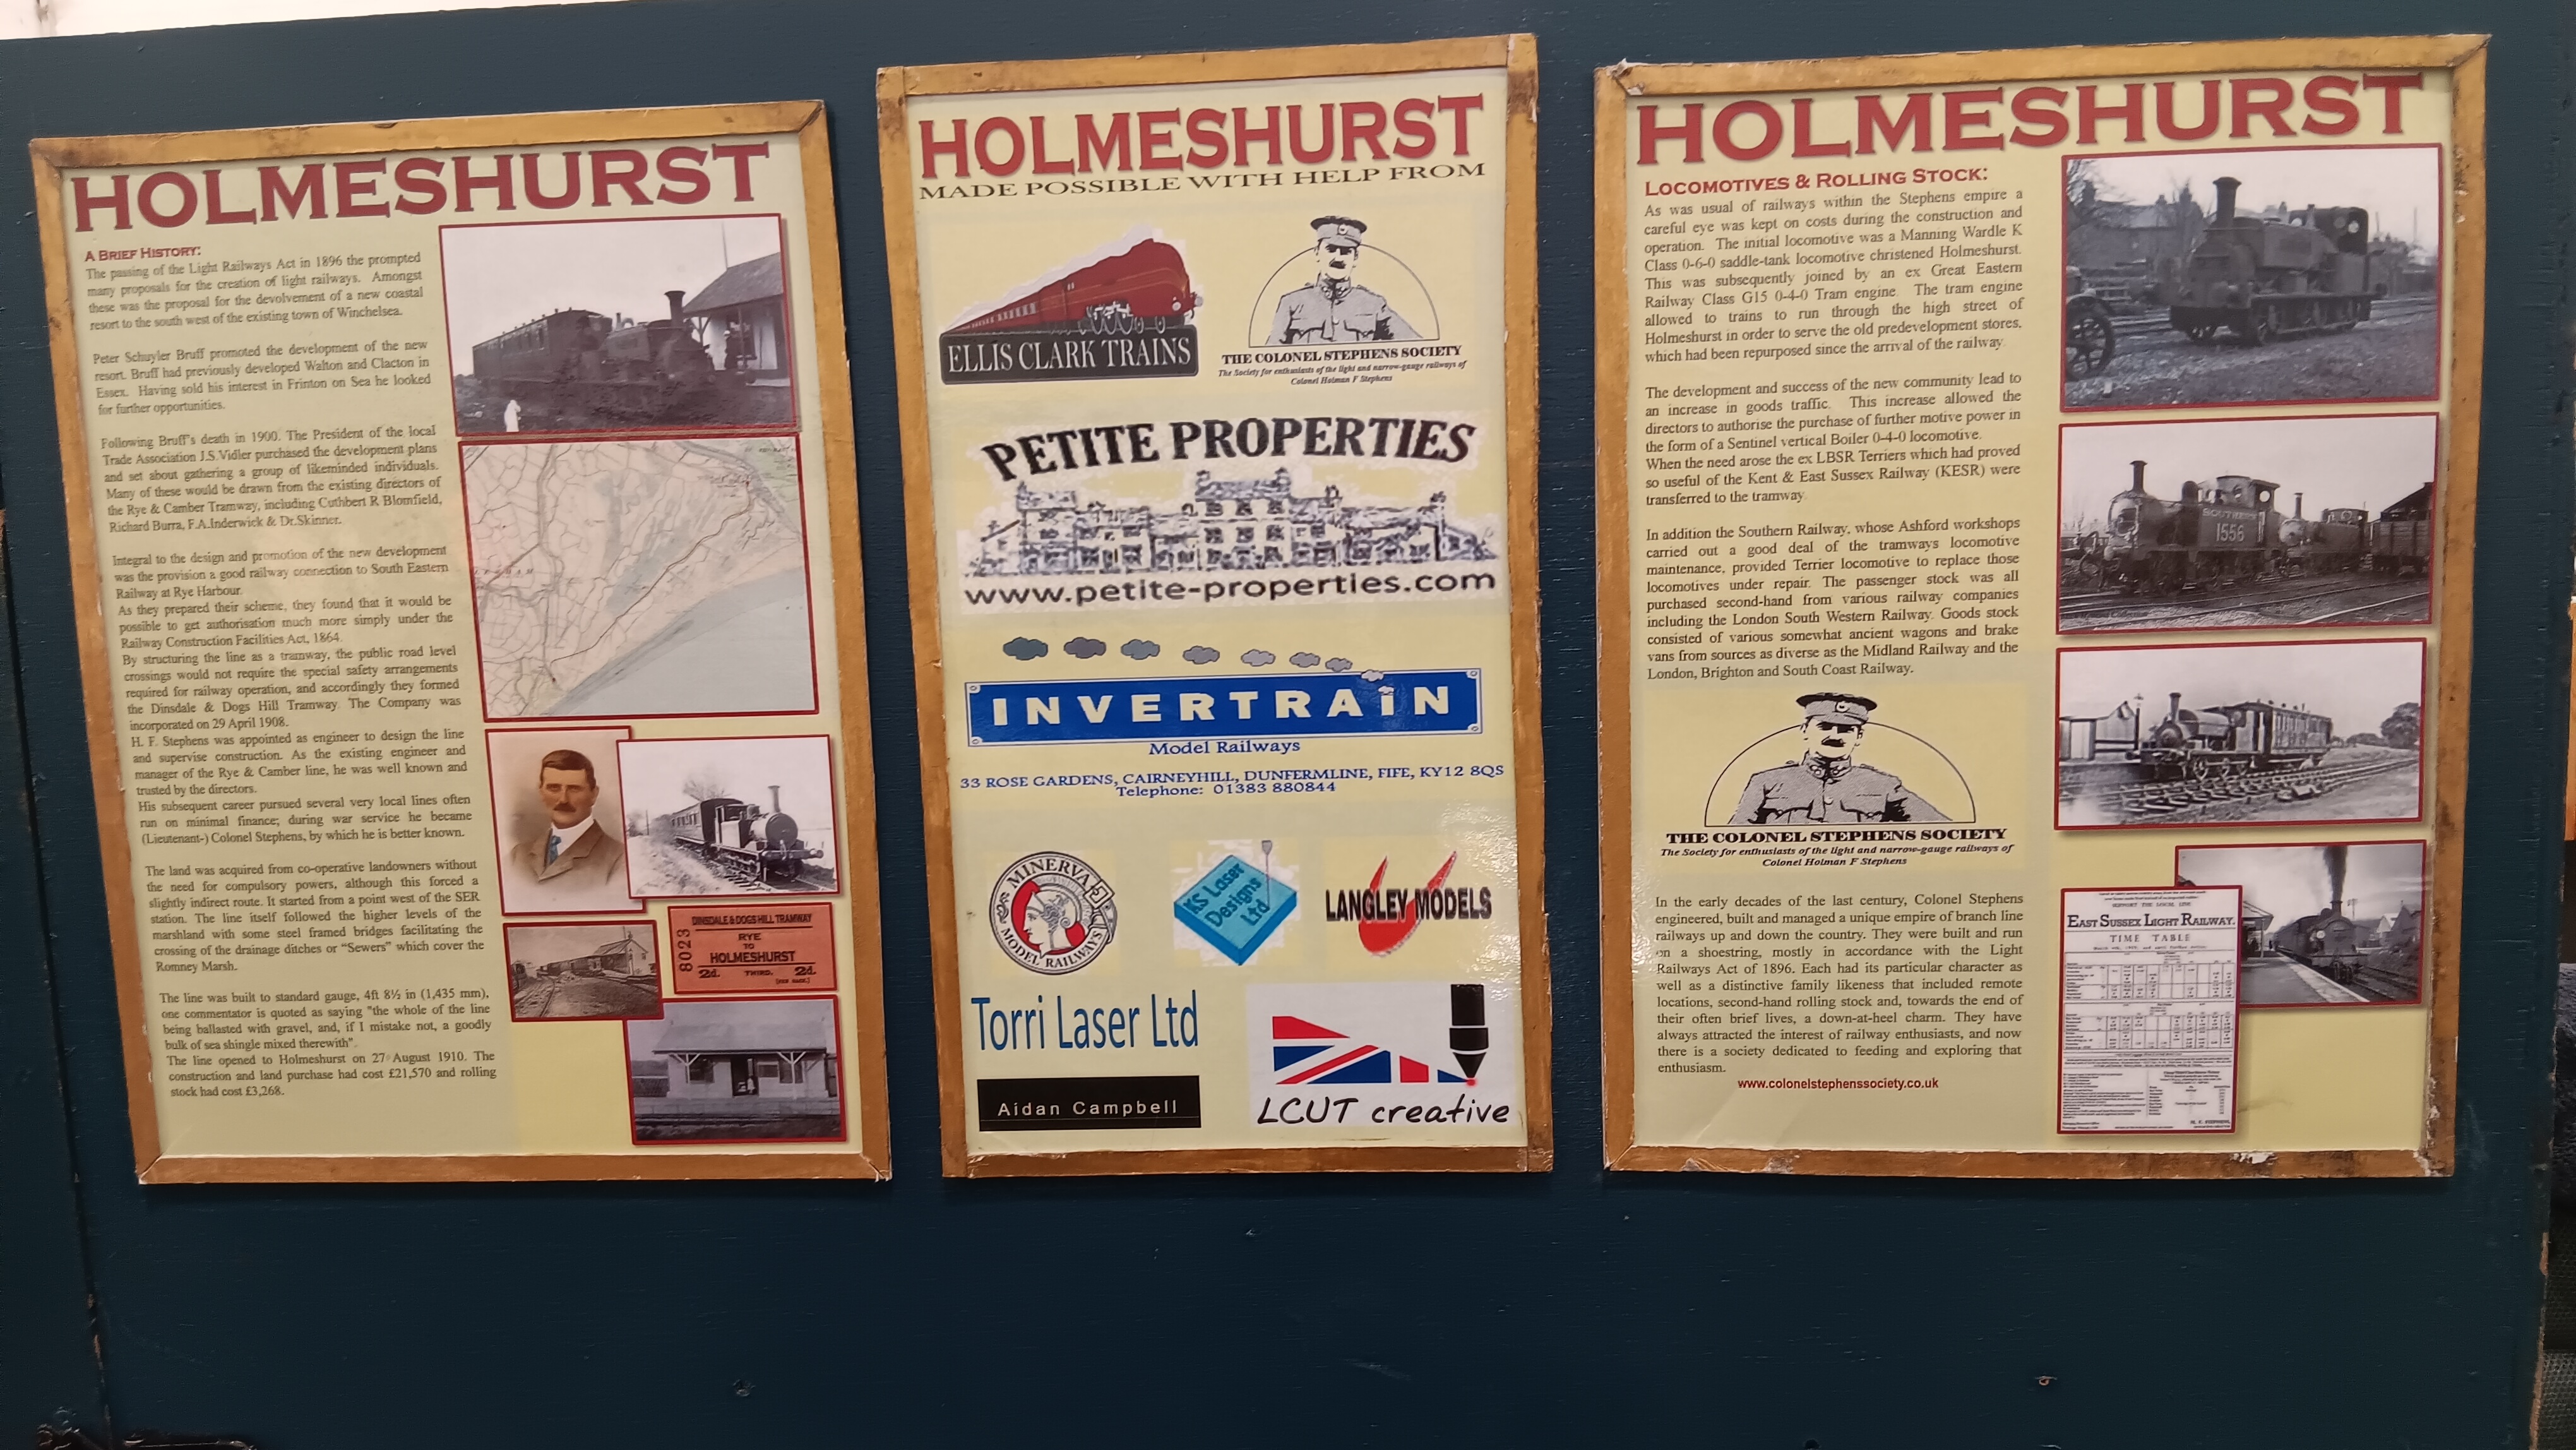 HOLMESHURST
A BRIEF HISTORY:
The passing of the Light Railways Act in 1896 the prompted
many proposals for the creation of light railways. Amongst
these was the proposal for the devolvement of a new coastal
resort to the south west of the existing town of Winchelsea.
Peter Schuyler Bruff promoted the development of the new
resort. Bruff had previously developed Walton and Clacton in
Essex. Having sold his interest in Frinton on Sea he looked
for further opportunities.
Following Bruff's death in 1900. The President of the local
Trade Association J.S.Vidler purchased the development plans
and set about gathering a group of likeminded individuals.
Many of these would be drawn from the existing directors of
the Rye & Camber Tramway, including Cuthbert R Blomfield,
Richard Burra, F.A.Inderwick & Dr.Skinner.
Integral to the design and promotion of the new development
was the provision a good railway connection to South Eastern
Railway at Rye Harbour.
As they prepared their scheme, they found that it would be
possible to get authorisation much more simply under the
Railway Construction Facilities Act, 1864.
By structuring the line as a tramway, the public road level
crossings would not require the special safety arrangements
required for railway operation, and accordingly they formed
the Dinsdale & Dogs Hill Tramway. The Company was
incorporated on 29 April 1908.
H. F. Stephens was appointed as engineer to design the line
and supervise construction. As the existing engineer and
manager of the Rye & Camber line, he was well known and
trusted by the directors.
His subsequent career pursued several very local lines often
run on minimal finance; during war service he became
(Lieutenant-) Colonel Stephens, by which he is better known.
The land was acquired from co-operative landowners without
the need for compulsory powers, although this forced a
slightly indirect route. It started from a point west of the SER
station. The line itself followed the higher levels of the
marshland with some steel framed bridges facilitating the
crossing of the drainage ditches or "Sewers" which cover the
Romney Marsh.
The line was built to standard gauge, 4ft 8½ in (1,435 mm),
one commentator is quoted as saying "the whole of the line
being ballasted with gravel, and, if I mistake not, a goodly
bulk of sea shingle mixed therewith".
The line opened to Holmeshurst on 27 August 1910. The
construction and land purchase had cost £21,570 and rolling
stock had cost £3,268.
DINSDALE & DOGS HILL TRAMWAY
8023
RYE
TO
HOLMESHURST
2d. THIRD. 2d.
HOLMESHURST
MADE POSSIBLE WITH HELP FROM
ELLIS CLARK TRAINS
THE COLONEL STEPHENS SOCIETY
The Society for enthusiasts of the light and narrow-gauge railways of
Colonel Holman F Stephens
PETITE PROPERTIES
www.petite-properties.com
INVERTRAiN
Model Railways
33 ROSE GARDENS, CAIRNEYHILL, DUNFERMLINE, FIFE, KY12 8QS
Telephone: 01383 880844
MINERVA
MODEL RAILWAYS
KS Laser
Designs
Ltd
LANGLEY MODELS
Torri Laser Ltd
Aidan Campbell
LCUT creative
HOLMESHURST
LOCOMOTIVES & ROLLING STOCK:
As was usual of railways within the Stephens empire a
careful eye was kept on costs during the construction and
operation. The initial locomotive was a Manning Wardle K
Class 0-6-0 saddle-tank locomotive christened Holmeshurst.
This was subsequently joined by an ex Great Eastern
Railway Class G15 0-4-0 Tram engine. The tram engine
allowed to trains to run through the high street of
Holmeshurst in order to serve the old predevelopment stores,
which had been repurposed since the arrival of the railway.
The development and success of the new community lead to
an increase in goods traffic. This increase allowed the
directors to authorise the purchase of further motive power in
the form of a Sentinel vertical Boiler 0-4-0 locomotive.
When the need arose the ex LBSR Terriers which had proved
so useful of the Kent & East Sussex Railway (KESR) were
transferred to the tramway.
In addition the Southern Railway, whose Ashford workshops
carried out a good deal of the tramways locomotive
maintenance, provided Terrier locomotive to replace those
locomotives under repair. The passenger stock was all
purchased second-hand from various railway companies
including the London South Western Railway. Goods stock
consisted of various somewhat ancient wagons and brake
vans from sources as diverse as the Midland Railway and the
London, Brighton and South Coast Railway.
THE COLONEL STEPHENS SOCIETY
The Society for enthusiasts of the light and narrow-gauge railways of
Colonel Holman F Stephens
In the early decades of the last century, Colonel Stephens
engineered, built and managed a unique empire of branch line
railways up and down the country. They were built and run
on a shoestring, mostly in accordance with the Light
Railways Act of 1896. Each had its particular character as
well as a distinctive family likeness that included remote
locations, second-hand rolling stock and, towards the end of
their often brief lives, a down-at-heel charm. They have
always attracted the interest of railway enthusiasts, and now
there is a society dedicated to feeding and exploring that
enthusiasm.
www.colonelstephenssociety.co.uk
SOUTHERN
1556
EAST SUSSEX LIGHT RAILWAY.
TIME TABLE